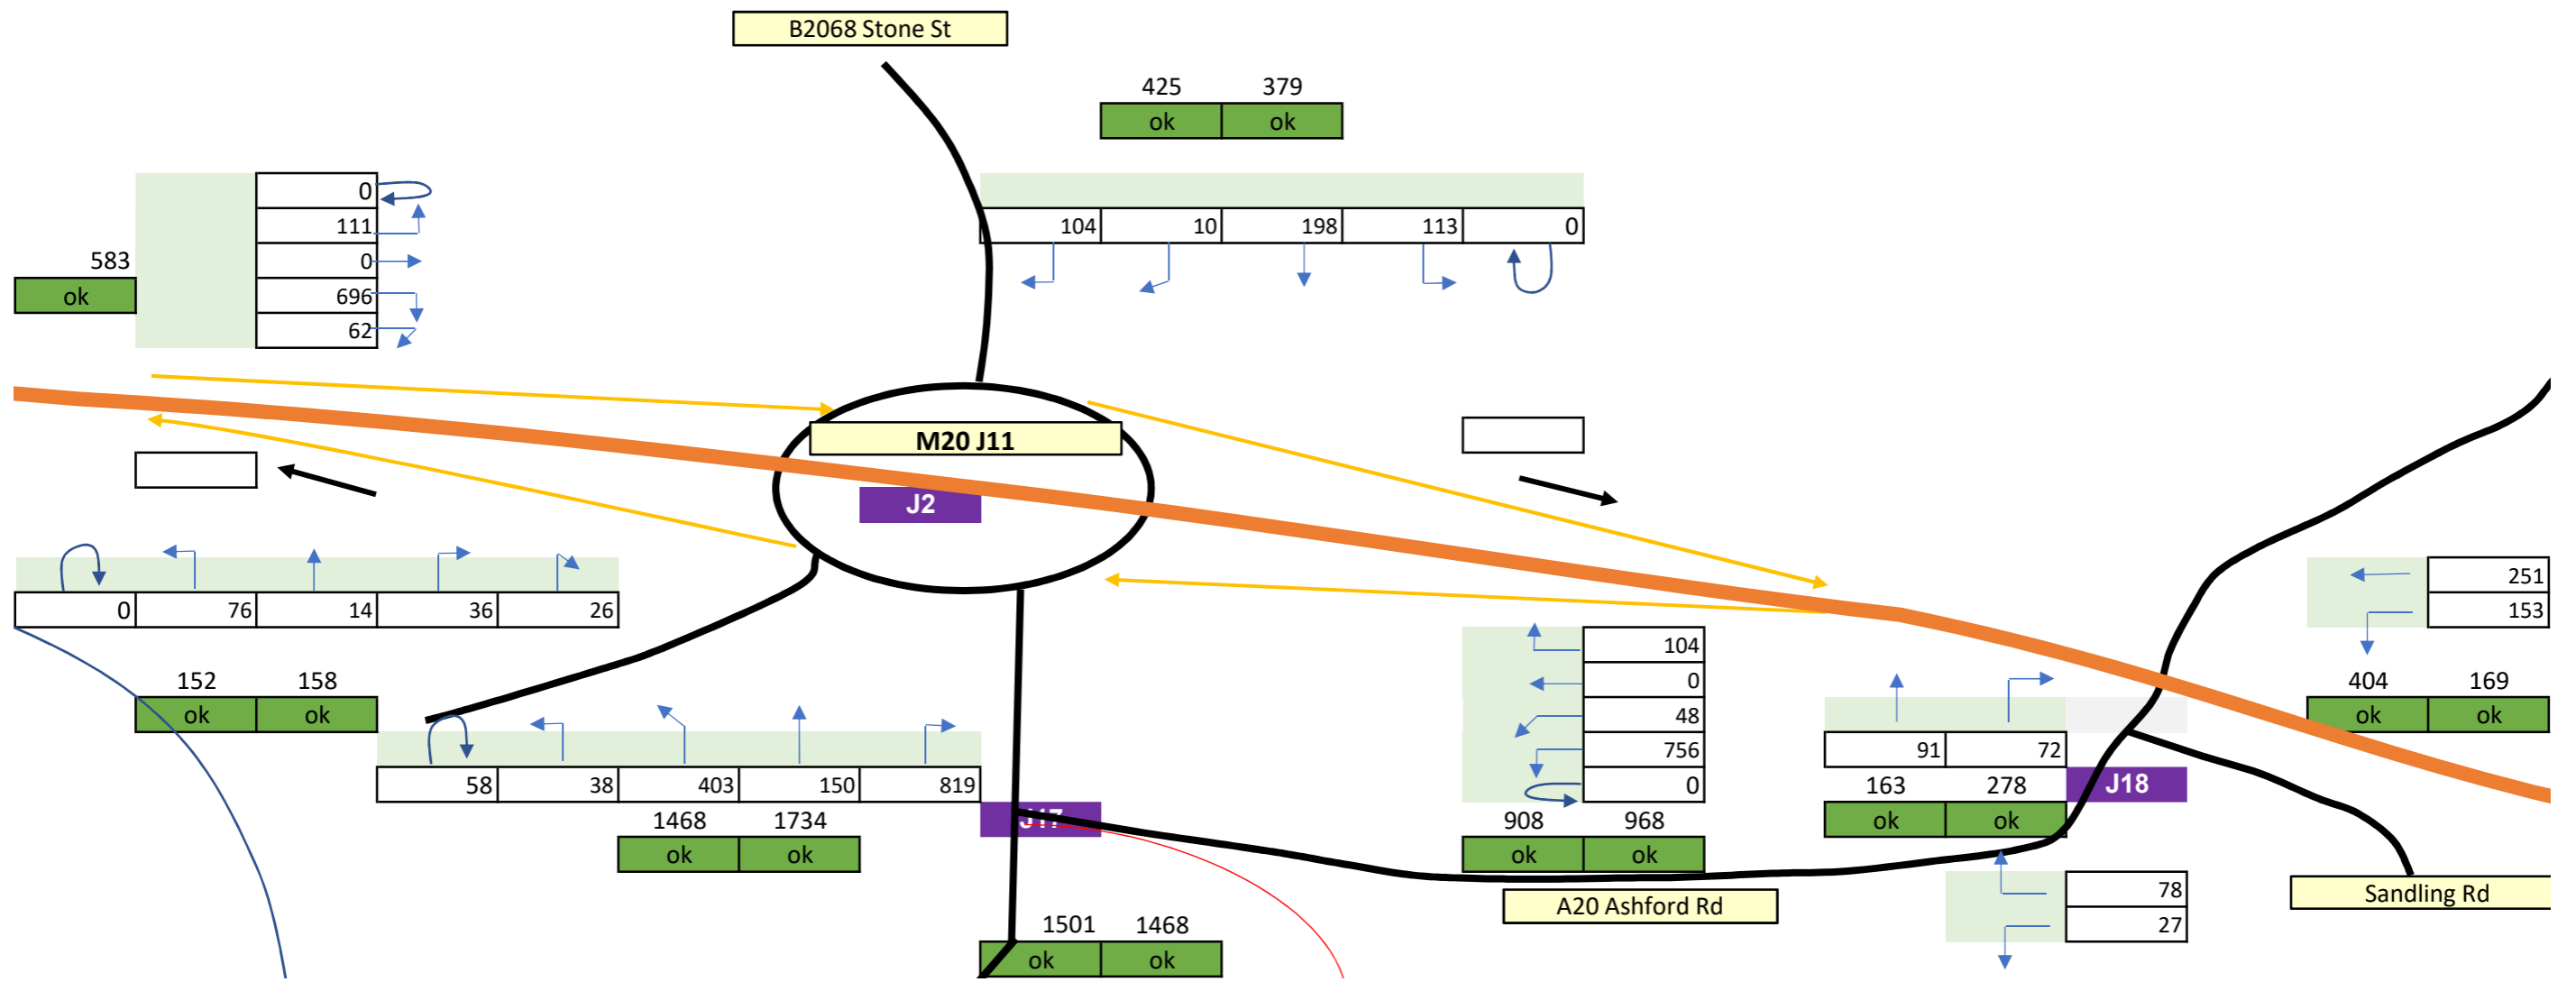 B2068 Stone St
425 379
ok ok
0
111
0
696
62
583
ok
104 10 198 113 0
M20 J11
J2
0 76 14 36 26
152 158
ok ok
58 38 403 150 819
1468 1734
ok ok
J17
1501 1468
ok ok
104
0
48
756
0
908 968
ok ok
A20 Ashford Rd
91 72
163 278
ok ok
J18
78
27
251
153
404 169
ok ok
Sandling Rd